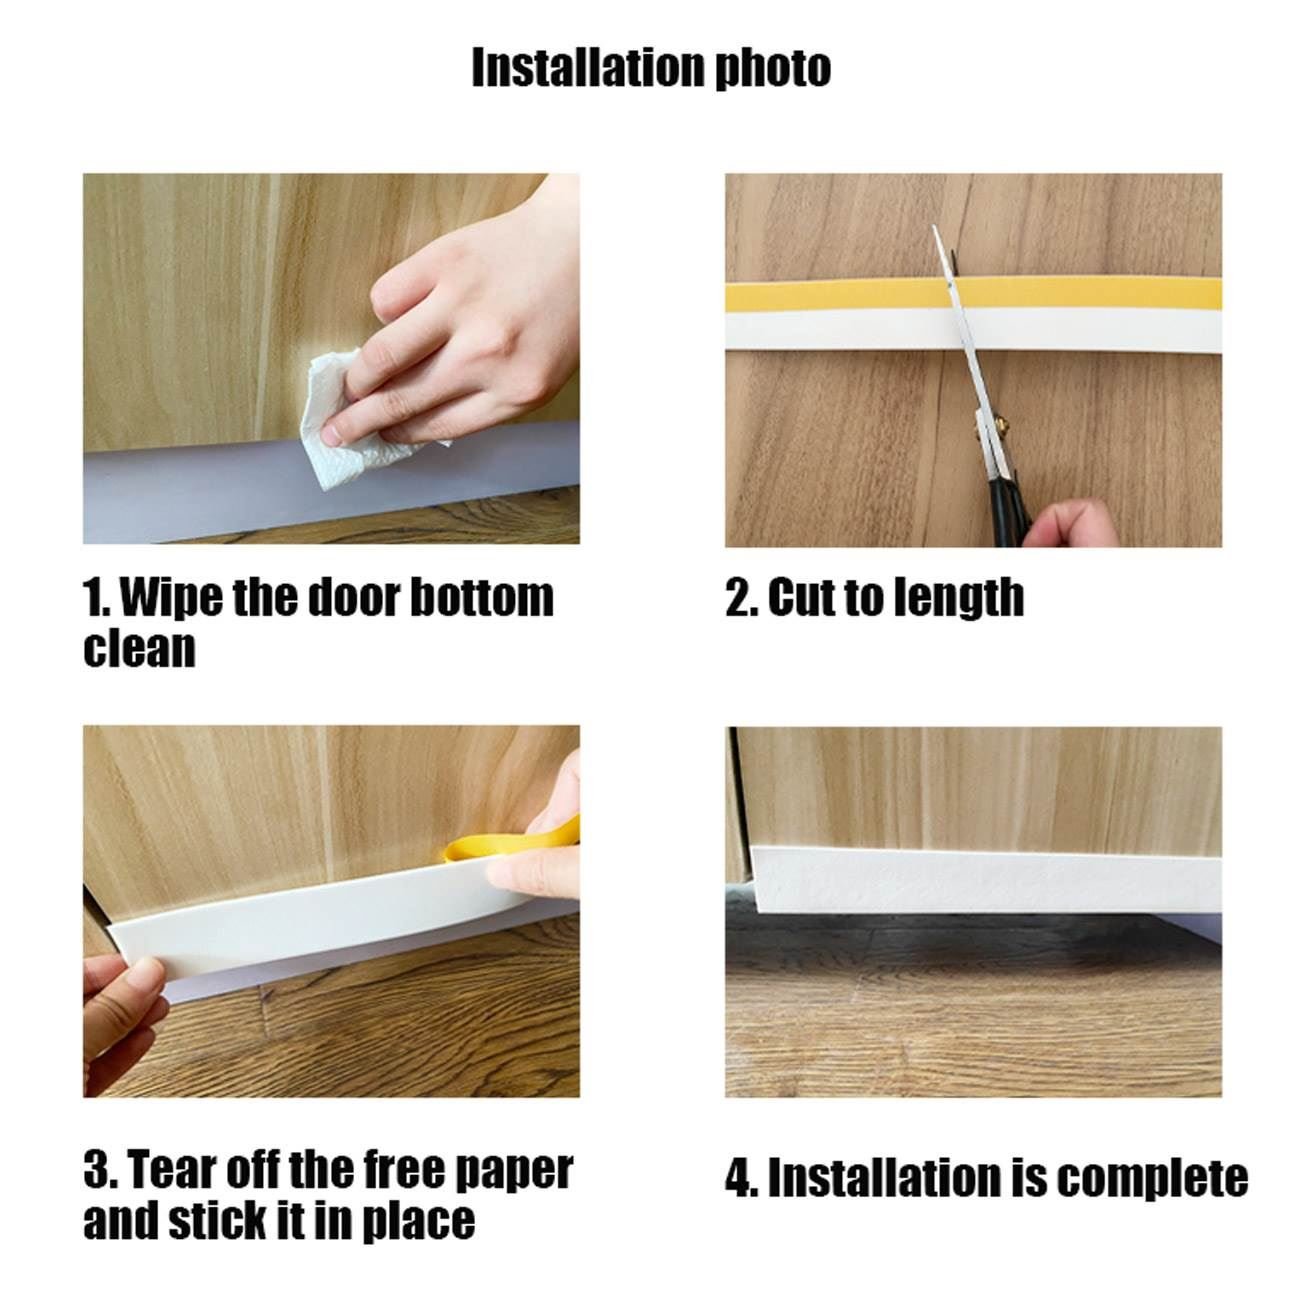 Installation photo
1. Wipe the door bottom
clean
2. Cut to length
3. Tear off the free paper
and stick it in place
4. Installation is complete